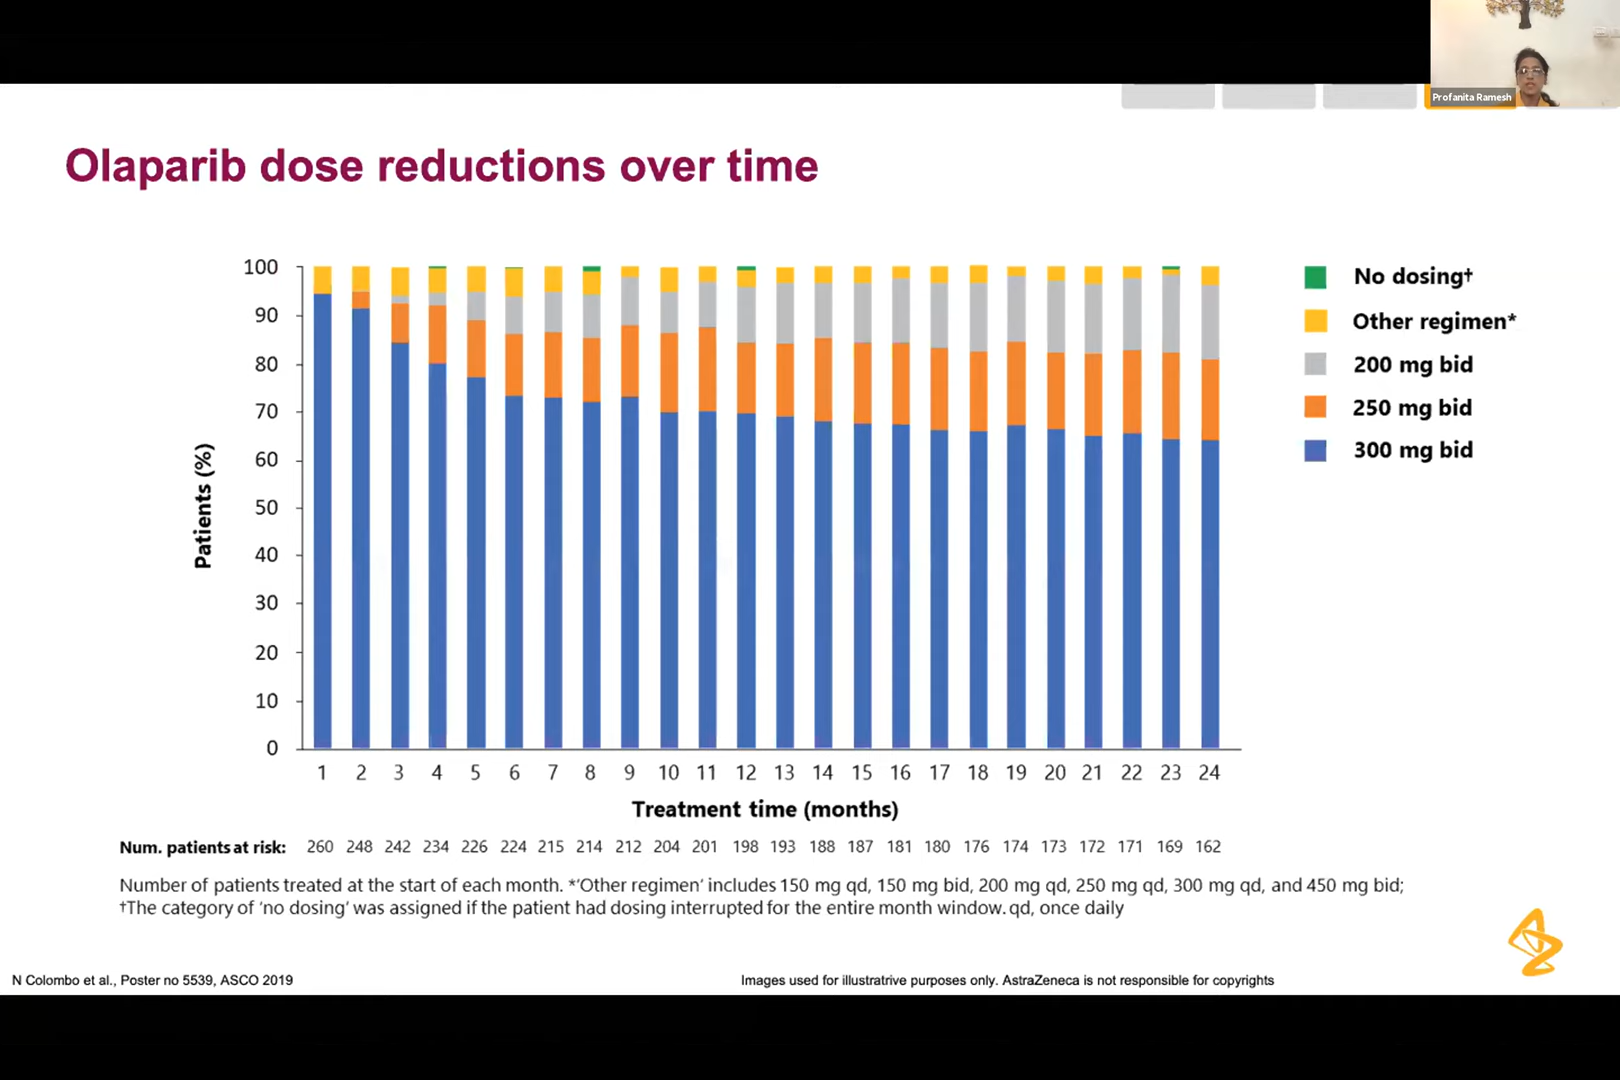 Profanita Ramesh
Olaparib dose reductions over time
100
90
80
70
60
50
40
30
20
10
0
Patients (%)
No dosing†
Other regimen*
200 mg bid
250 mg bid
300 mg bid
1 2 3 4 5 6 7 8 9 10 11 12 13 14 15 16 17 18 19 20 21 22 23 24
Treatment time (months)
Num. patients at risk: 260 248 242 234 226 224 215 214 212 204 201 198 193 188 187 181 180 176 174 173 172 171 169 162
Number of patients treated at the start of each month. *‘Other regimen’ includes 150 mg qd, 150 mg bid, 200 mg qd, 250 mg qd, 300 mg qd, and 450 mg bid;
†The category of ‘no dosing’ was assigned if the patient had dosing interrupted for the entire month window. qd, once daily
N Colombo et al., Poster no 5539, ASCO 2019
Images used for illustratrive purposes only. AstraZeneca is not responsible for copyrights